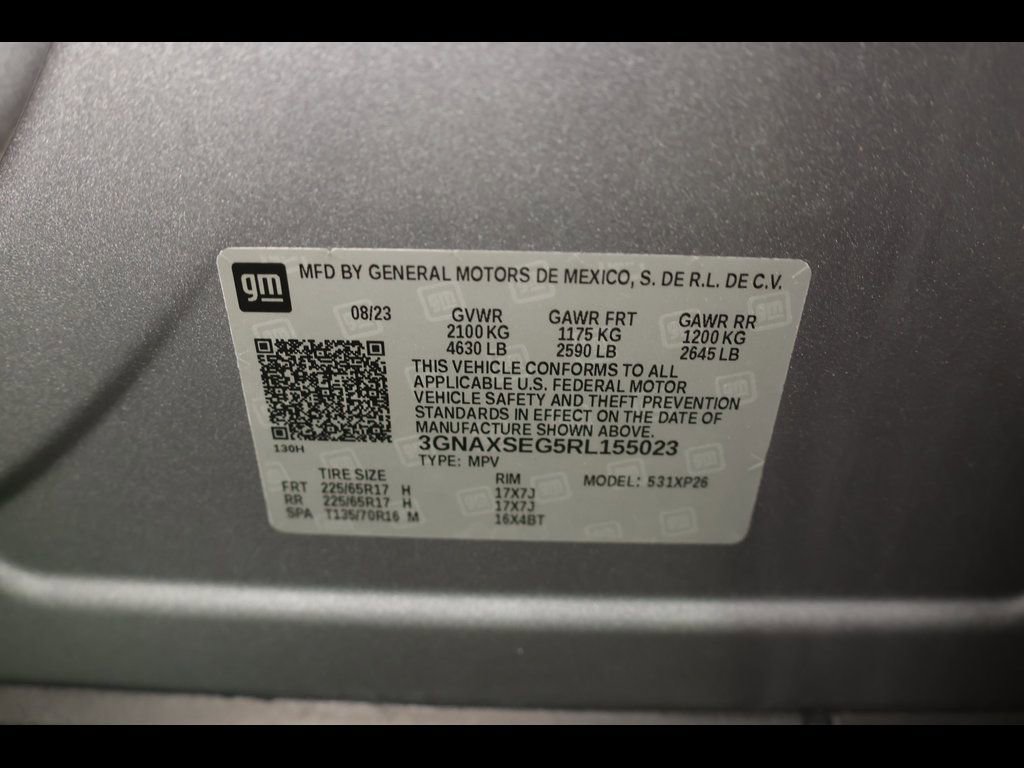 gm MFD BY GENERAL MOTORS DE MEXICO, S. DE R.L. DE C.V.
08/23 GVWR GAWR FRT GAWR RR
2100 KG 1175 KG 1200 KG
4630 LB 2590 LB 2645 LB
THIS VEHICLE CONFORMS TO ALL
APPLICABLE U.S. FEDERAL MOTOR
VEHICLE SAFETY AND THEFT PREVENTION
STANDARDS IN EFFECT ON THE DATE OF
MANUFACTURE SHOWN ABOVE.
130H
3GNAXSEG5RL155023
TYPE: MPV
TIRE SIZE RIM MODEL: 531XP26
FRT 225/65R17 H 17X7J
RR 225/65R17 H 17X7J
SPA T135/70R16 M 16X4BT